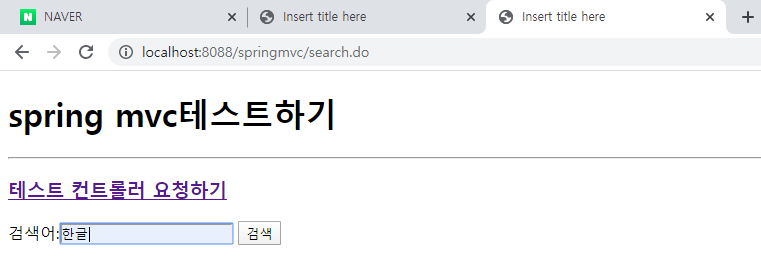 NAVER
Insert title here
Insert title here
localhost:8088/springmvc/search.do
spring mvc테스트하기
테스트 컨트롤러 요청하기
검색어:한글 검색